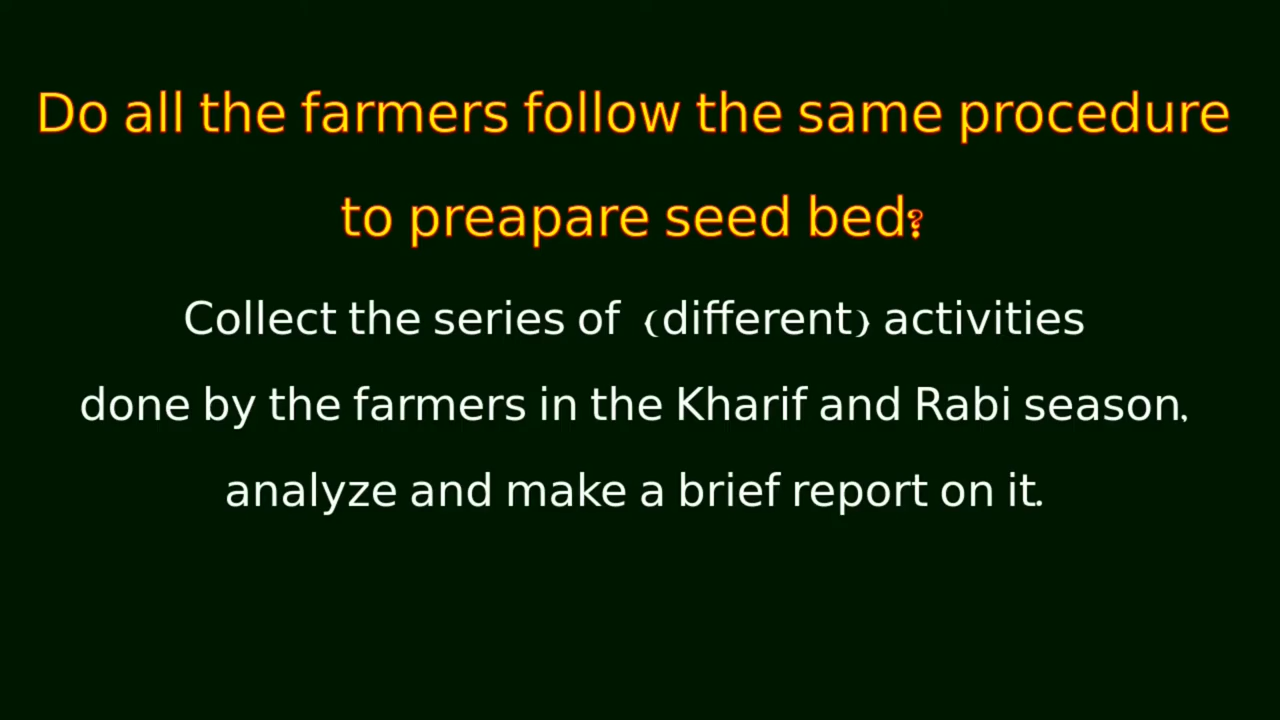 Do all the farmers follow the same procedure
to preapare seed bed?
Collect the series of (different) activities
done by the farmers in the Kharif and Rabi season,
analyze and make a brief report on it.